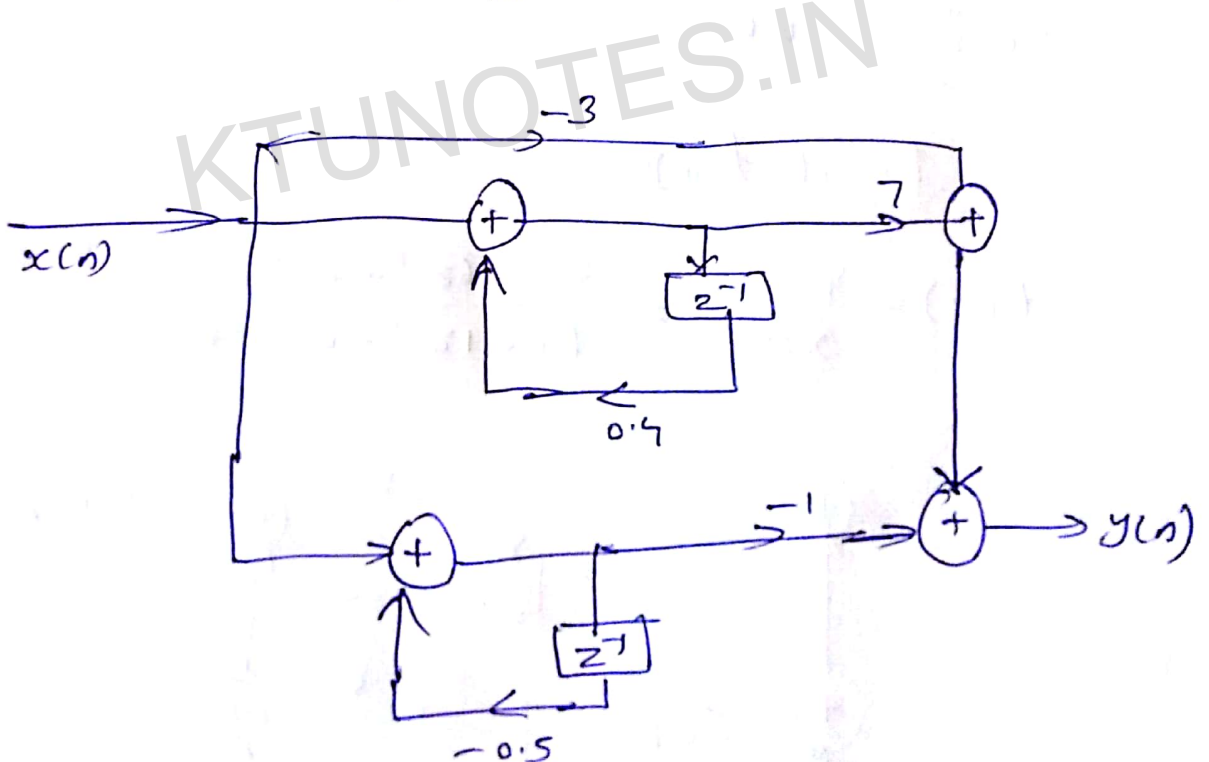 KTUNOTES.IN
-3
x(n)
+
7
+
z⁻¹
0.4
+
-1
+
y(n)
z⁻¹
-0.5